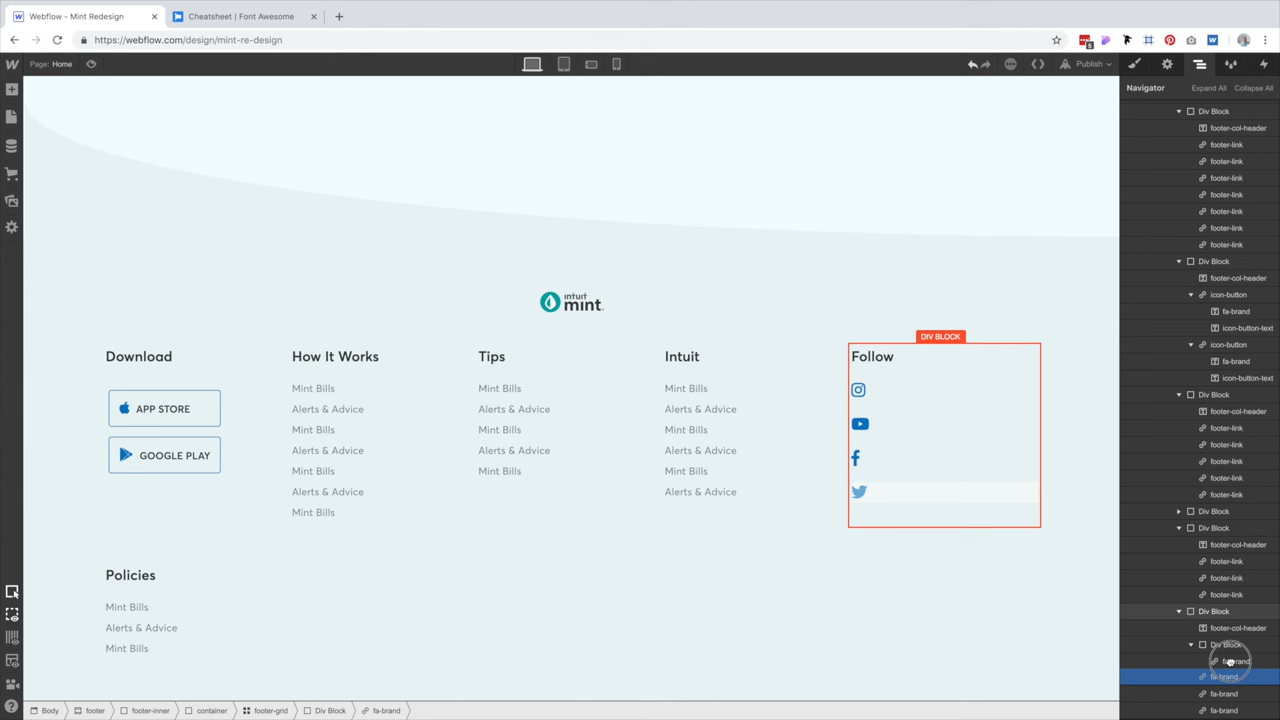 Webflow - Mint Redesign
Cheatsheet | Font Awesome
https://webflow.com/design/mint-re-design
Page: Home
Publish
Navigator
Expand All
Collapse All
Div Block
footer-col-header
footer-link
footer-link
footer-link
footer-link
footer-link
footer-link
footer-link
Div Block
footer-col-header
icon-button
fa-brand
icon-button-text
icon-button
fa-brand
icon-button-text
Div Block
footer-col-header
footer-link
footer-link
footer-link
footer-link
footer-link
Div Block
Div Block
footer-col-header
footer-link
footer-link
footer-link
Div Block
footer-col-header
Div Block
fa-brand
fa-brand
fa-brand
fa-brand
intuit
mint.
Download
APP STORE
GOOGLE PLAY
How It Works
Mint Bills
Alerts & Advice
Mint Bills
Alerts & Advice
Mint Bills
Alerts & Advice
Mint Bills
Tips
Mint Bills
Alerts & Advice
Mint Bills
Alerts & Advice
Mint Bills
Intuit
Mint Bills
Alerts & Advice
Mint Bills
Alerts & Advice
Mint Bills
Alerts & Advice
DIV BLOCK
Follow
Policies
Mint Bills
Alerts & Advice
Mint Bills
Body
footer
footer-inner
container
footer-grid
Div Block
fa-brand